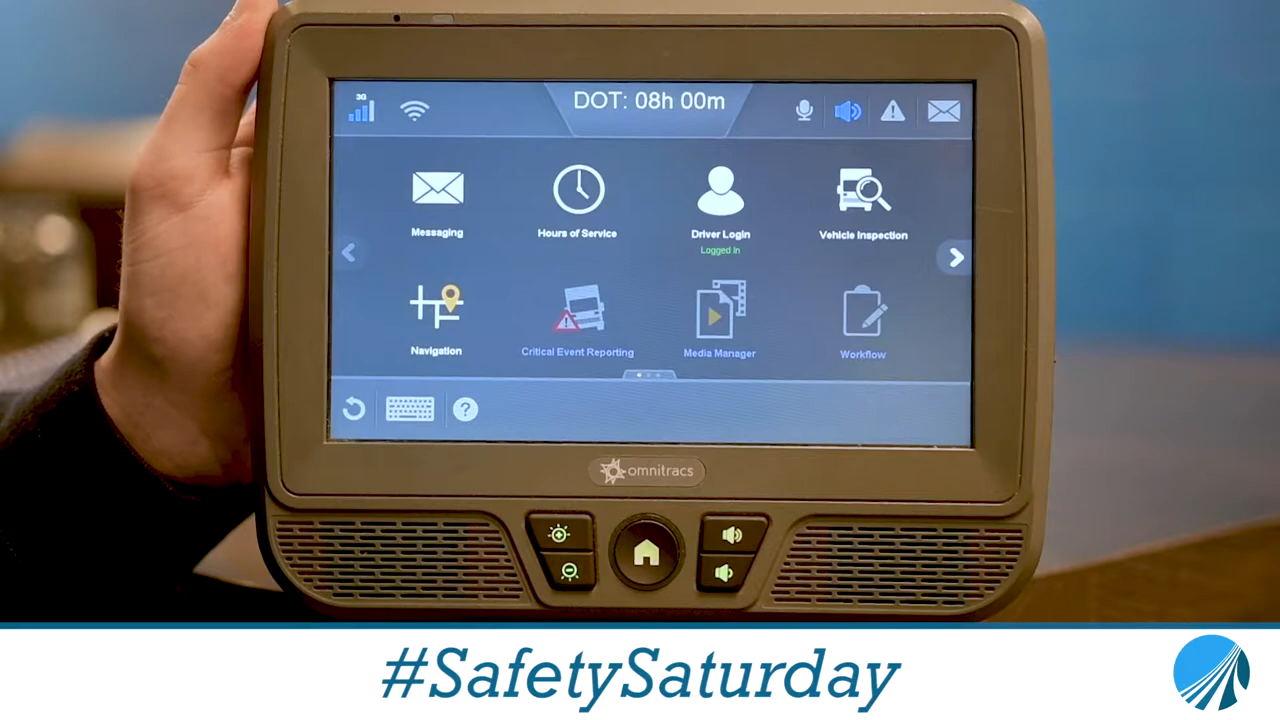 3G
DOT: 08h 00m
Messaging
Hours of Service
Driver Login
Logged In
Vehicle Inspection
Navigation
Critical Event Reporting
Media Manager
Workflow
?
omnitracs
#SafetySaturday